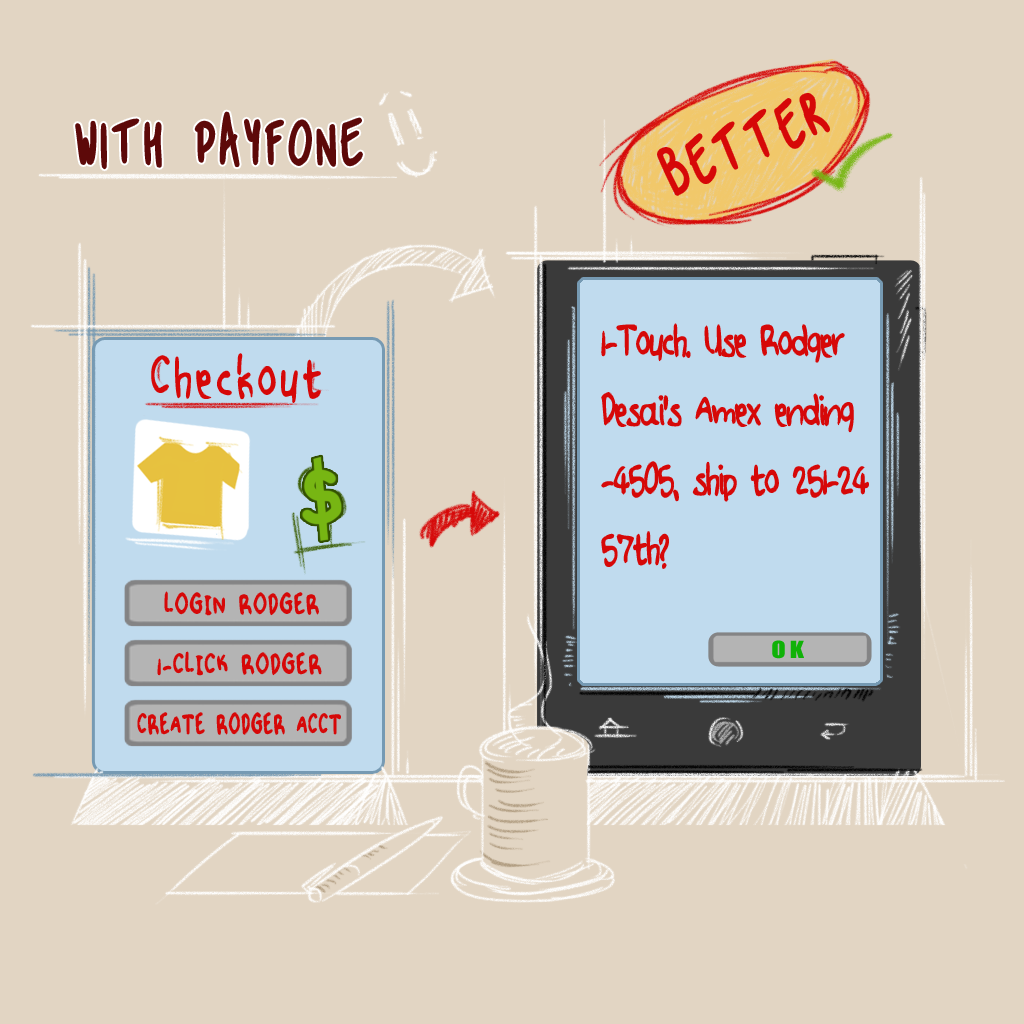 WITH PAYFONE
BETTER
Checkout
$
LOGIN RODGER
1-CLICK RODGER
CREATE RODGER ACCT
1-Touch. Use Rodger
Desai's Amex ending
-4505, ship to 251-24
57th?
OK